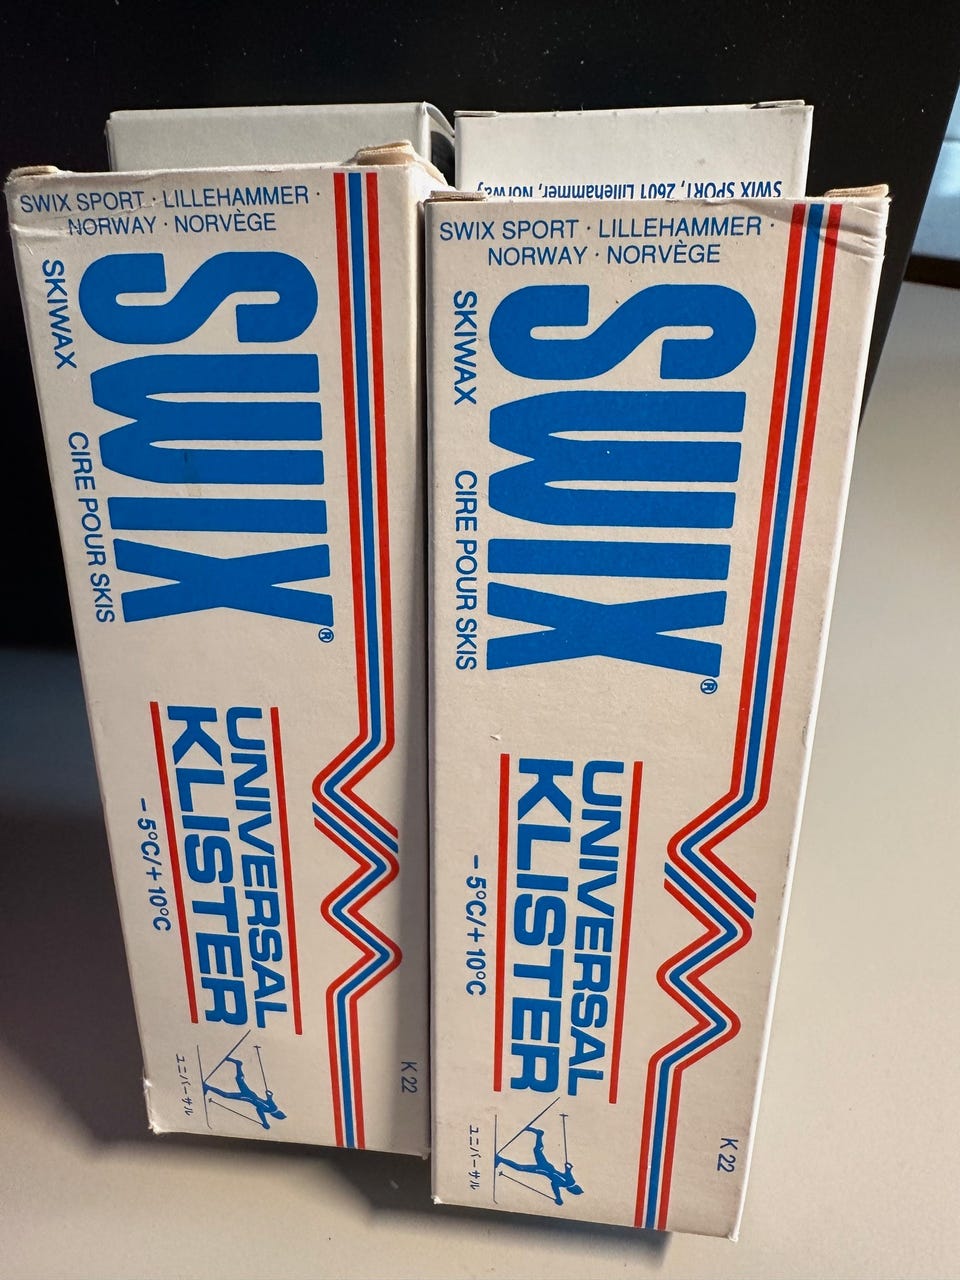 SWIX SPORT · LILLEHAMMER ·
NORWAY · NORVÈGE
SWIX®
SKIWAX CIRE POUR SKIS
UNIVERSAL
KLISTER
- 5°C/+ 10°C
ユニバーサル
K 22
SWIX SPORT, 2601 Lillehammer, Norway
SWIX SPORT · LILLEHAMMER ·
NORWAY · NORVÈGE
SWIX®
SKIWAX CIRE POUR SKIS
UNIVERSAL
KLISTER
- 5°C/+ 10°C
ユニバーサル
K 22